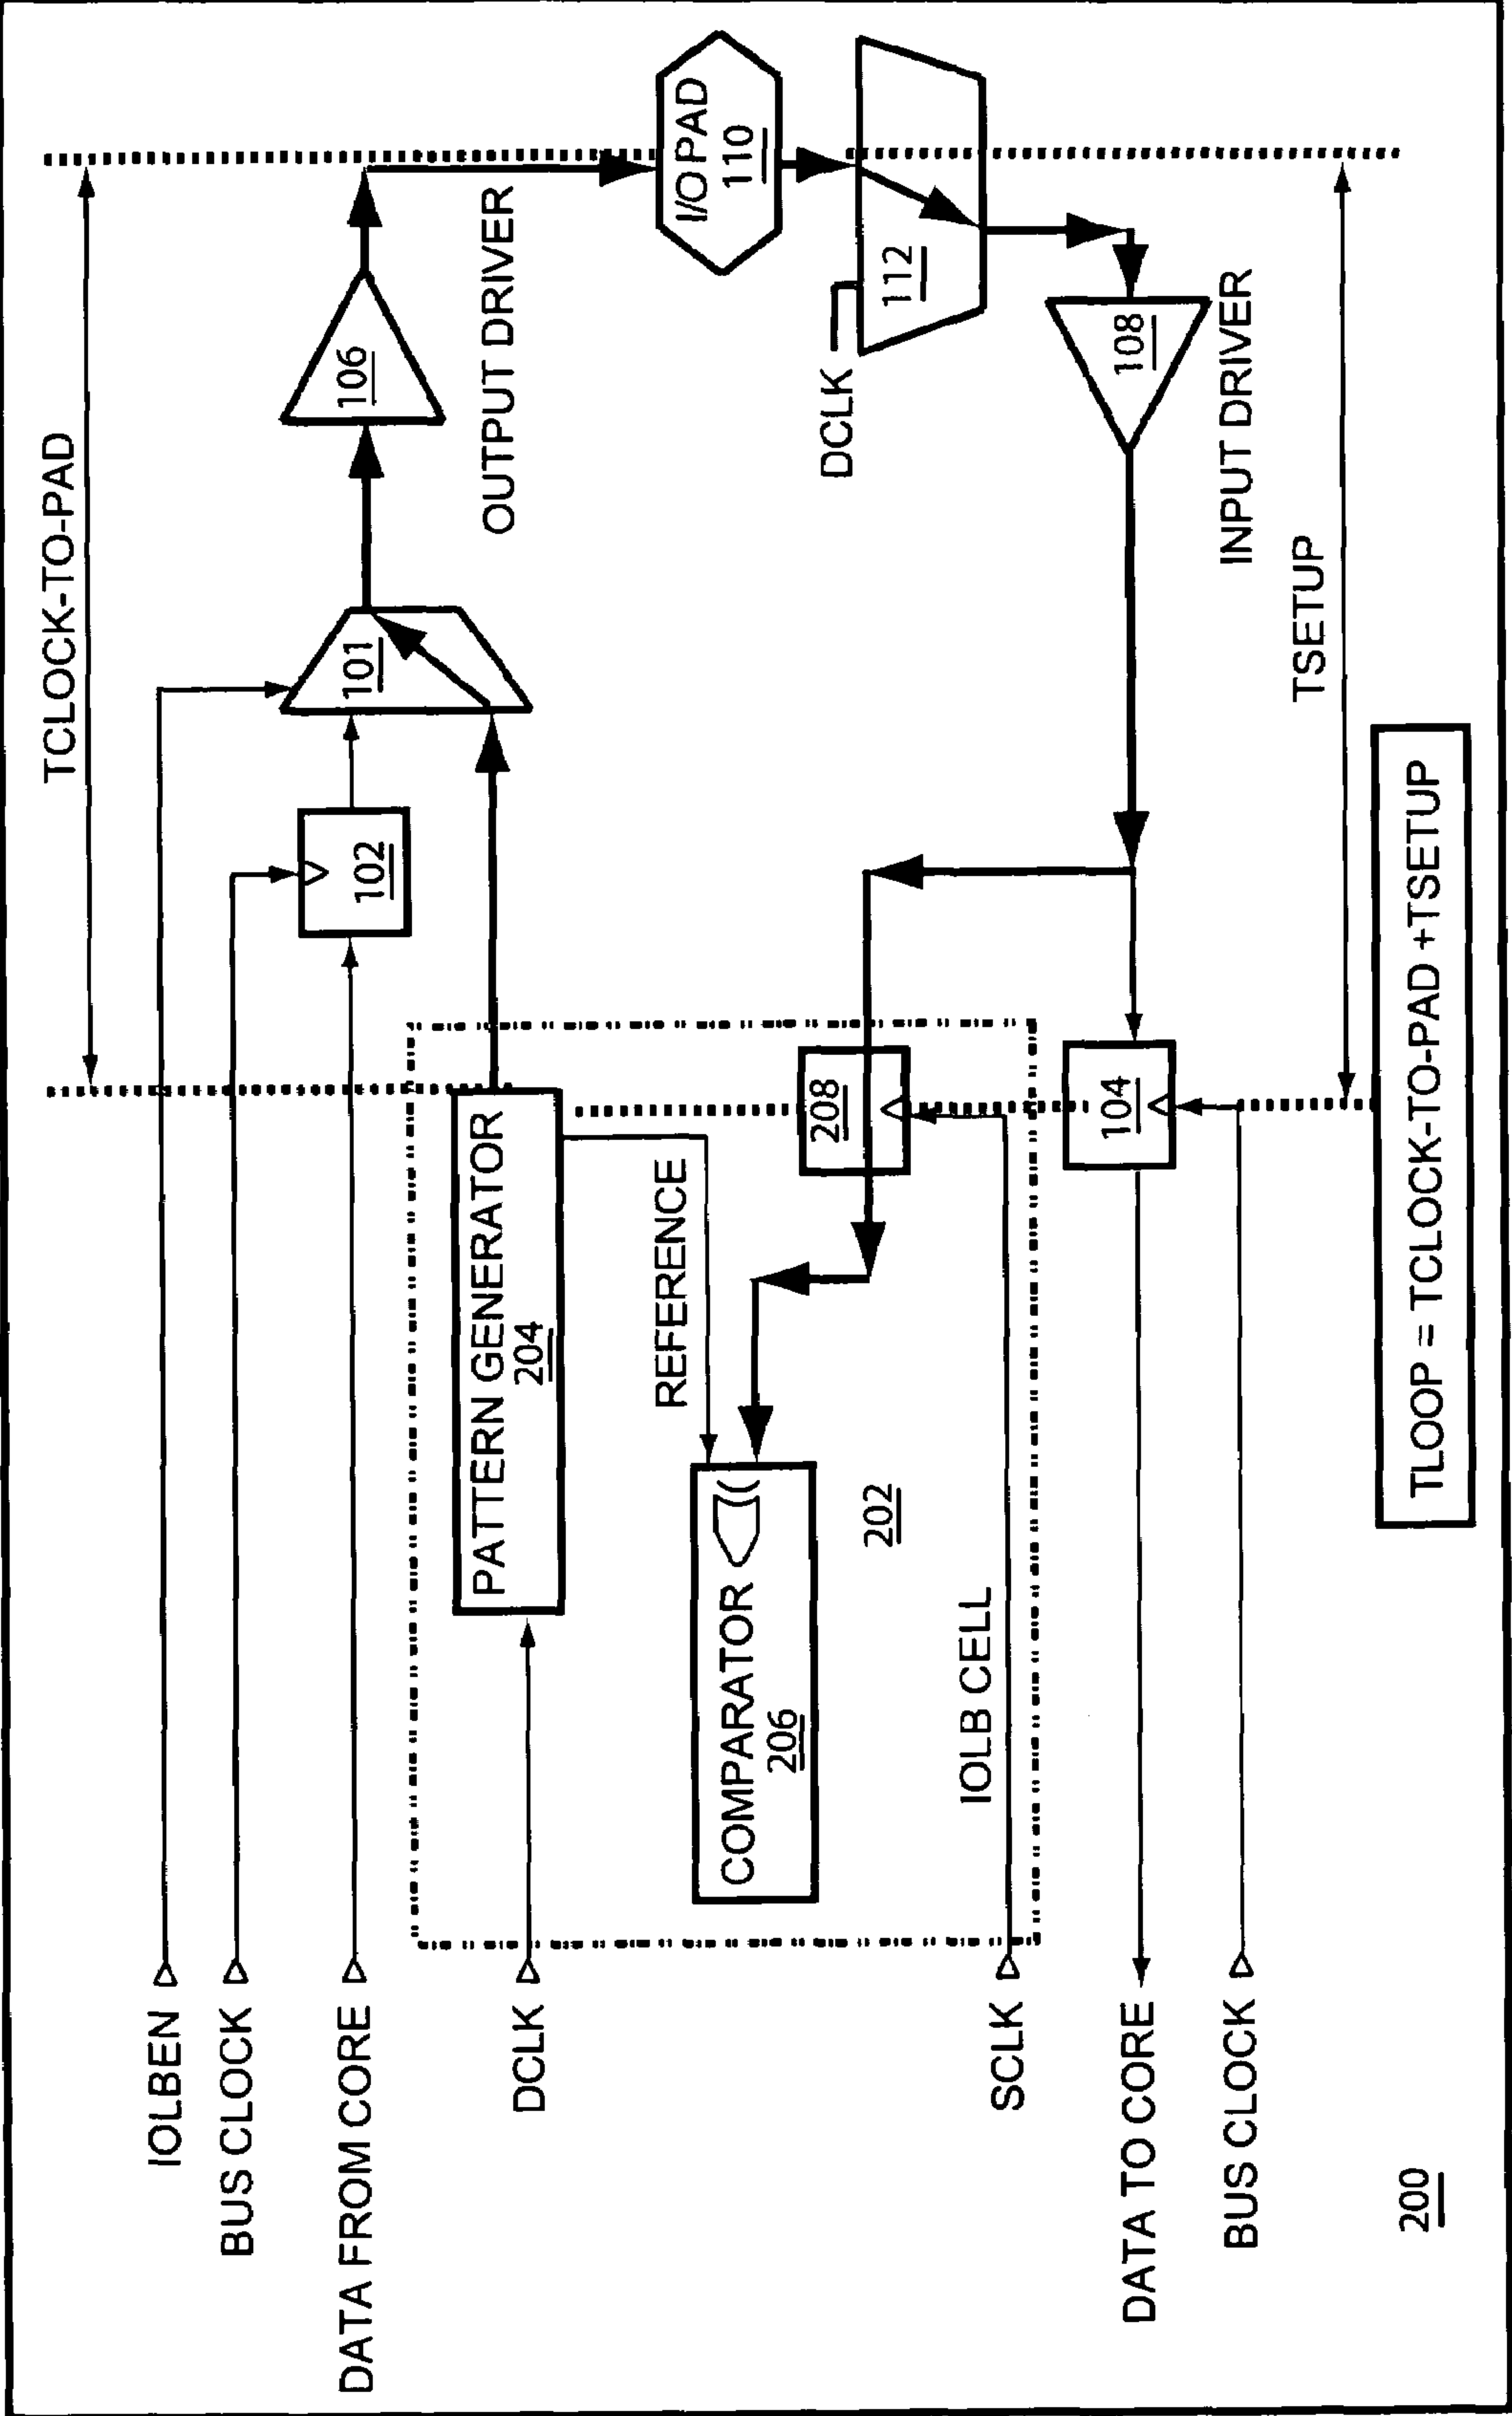 TCLOCK-TO-PAD
IOLBEN
BUS CLOCK
DATA FROM CORE
102
101
106
OUTPUT DRIVER
DCLK
PATTERN GENERATOR
204
REFERENCE
COMPARATOR
206
208
202
IOLB CELL
SCLK
I/O PAD
110
DCLK
112
108
INPUT DRIVER
DATA TO CORE
104
BUS CLOCK
TSETUP
TLOOP = TCLOCK-TO-PAD +TSETUP
200